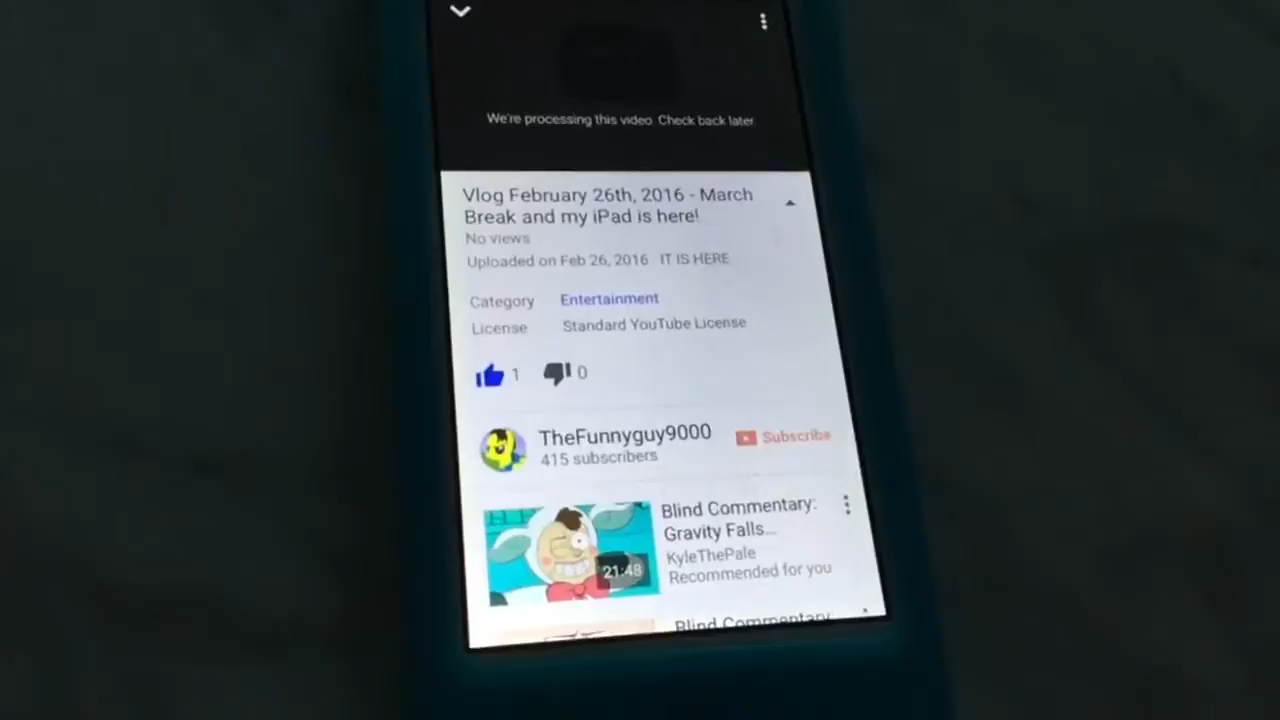 We're processing this video. Check back later.
Vlog February 26th, 2016 - March
Break and my iPad is here!
No views
Uploaded on Feb 26, 2016 IT IS HERE
Category Entertainment
License Standard YouTube License
1 0
TheFunnyguy9000
415 subscribers
Subscribe
Blind Commentary:
Gravity Falls...
KyleThePale
Recommended for you
21:48
Blind Commentary: